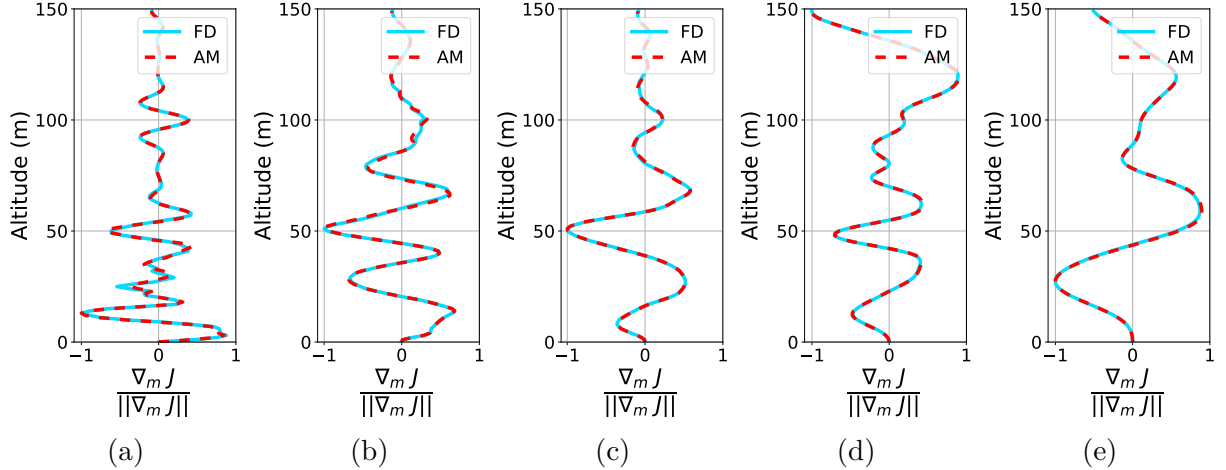 150
FD
AM
100
50
0
Altitude (m)
−1 0 1
∇m J
||∇m J||
(a)
150
FD
AM
100
50
0
Altitude (m)
−1 0 1
∇m J
||∇m J||
(b)
150
FD
AM
100
50
0
Altitude (m)
−1 0 1
∇m J
||∇m J||
(c)
150
FD
AM
100
50
0
Altitude (m)
−1 0 1
∇m J
||∇m J||
(d)
150
FD
AM
100
50
0
Altitude (m)
−1 0 1
∇m J
||∇m J||
(e)